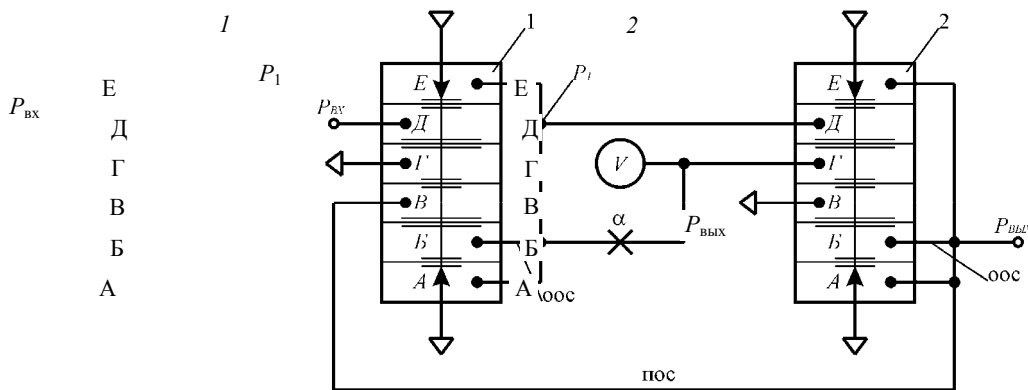 1 1 2 2
P₁ Е Е P₁ Е
Е
Pвх Pвх
Д Д Д Д
Г Г V Г
В В В В
α Pвых
Б Б Б Б Pвых
оос
А А А оос А
пос